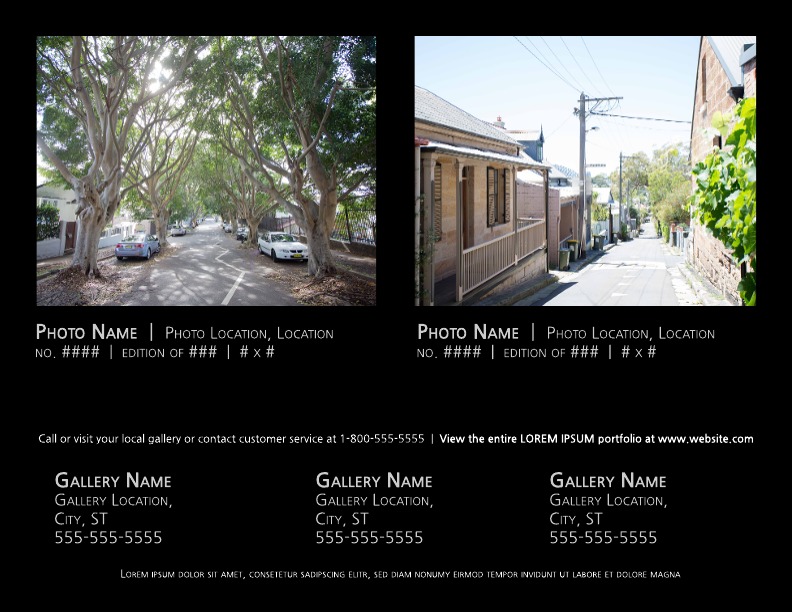 Photo Name | Photo Location, Location
no. #### | edition of ### | # x #
Photo Name | Photo Location, Location
no. #### | edition of ### | # x #
Call or visit your local gallery or contact customer service at 1-800-555-5555 | View the entire LOREM IPSUM portfolio at www.website.com
Gallery Name
Gallery Location,
City, ST
555-555-5555
Gallery Name
Gallery Location,
City, ST
555-555-5555
Gallery Name
Gallery Location,
City, ST
555-555-5555
Lorem ipsum dolor sit amet, consetetur sadipscing elitr, sed diam nonumy eirmod tempor invidunt ut labore et dolore magna